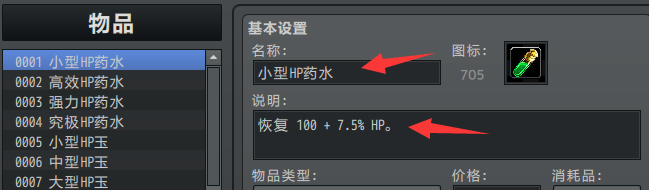 物品
0001 小型HP药水
0002 高效HP药水
0003 强力HP药水
0004 究极HP药水
0005 小型HP玉
0006 中型HP玉
0007 大型HP玉
基本设置
名称: 图标:
小型HP药水 705
说明:
恢复 100 + 7.5% HP。
物品类型: 价格: 消耗品: